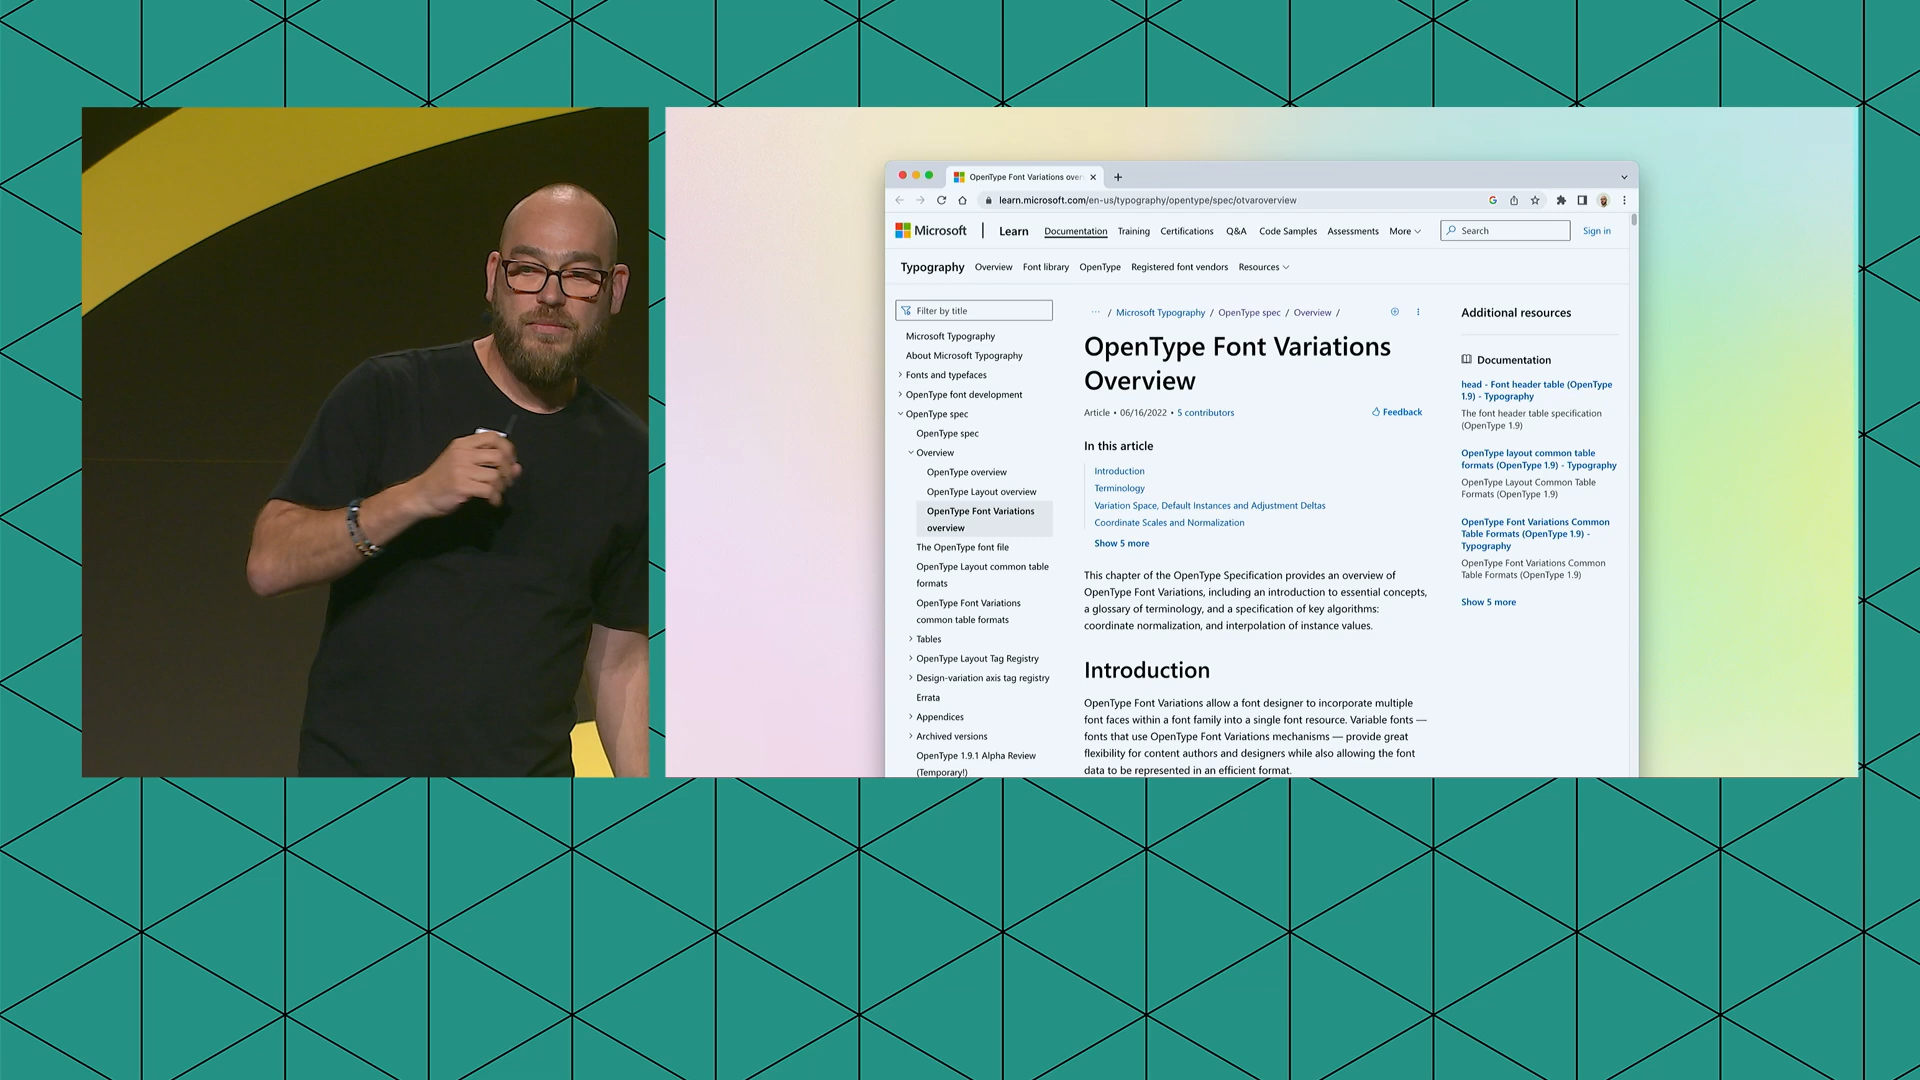 OpenType Font Variations over
learn.microsoft.com/en-us/typography/opentype/spec/otvaroverview
Microsoft Learn Documentation Training Certifications Q&A Code Samples Assessments More Search Sign in
Typography Overview Font library OpenType Registered font vendors Resources
Filter by title
Microsoft Typography
About Microsoft Typography
Fonts and typefaces
OpenType font development
OpenType spec
OpenType spec
Overview
OpenType overview
OpenType Layout overview
OpenType Font Variations
overview
The OpenType font file
OpenType Layout common table
formats
OpenType Font Variations
common table formats
Tables
OpenType Layout Tag Registry
Design-variation axis tag registry
Errata
Appendices
Archived versions
OpenType 1.9.1 Alpha Review
(Temporary!)
··· / Microsoft Typography / OpenType spec / Overview /
OpenType Font Variations
Overview
Article • 06/16/2022 • 5 contributors
Feedback
In this article
Introduction
Terminology
Variation Space, Default Instances and Adjustment Deltas
Coordinate Scales and Normalization
Show 5 more
This chapter of the OpenType Specification provides an overview of
OpenType Font Variations, including an introduction to essential concepts,
a glossary of terminology, and a specification of key algorithms:
coordinate normalization, and interpolation of instance values.
Introduction
OpenType Font Variations allow a font designer to incorporate multiple
font faces within a font family into a single font resource. Variable fonts —
fonts that use OpenType Font Variations mechanisms — provide great
flexibility for content authors and designers while also allowing the font
data to be represented in an efficient format.
Additional resources
Documentation
head - Font header table (OpenType
1.9) - Typography
The font header table specification
(OpenType 1.9)
OpenType layout common table
formats (OpenType 1.9) - Typography
OpenType Layout Common Table
Formats (OpenType 1.9)
OpenType Font Variations Common
Table Formats (OpenType 1.9) -
Typography
OpenType Font Variations Common
Table Formats (OpenType 1.9)
Show 5 more